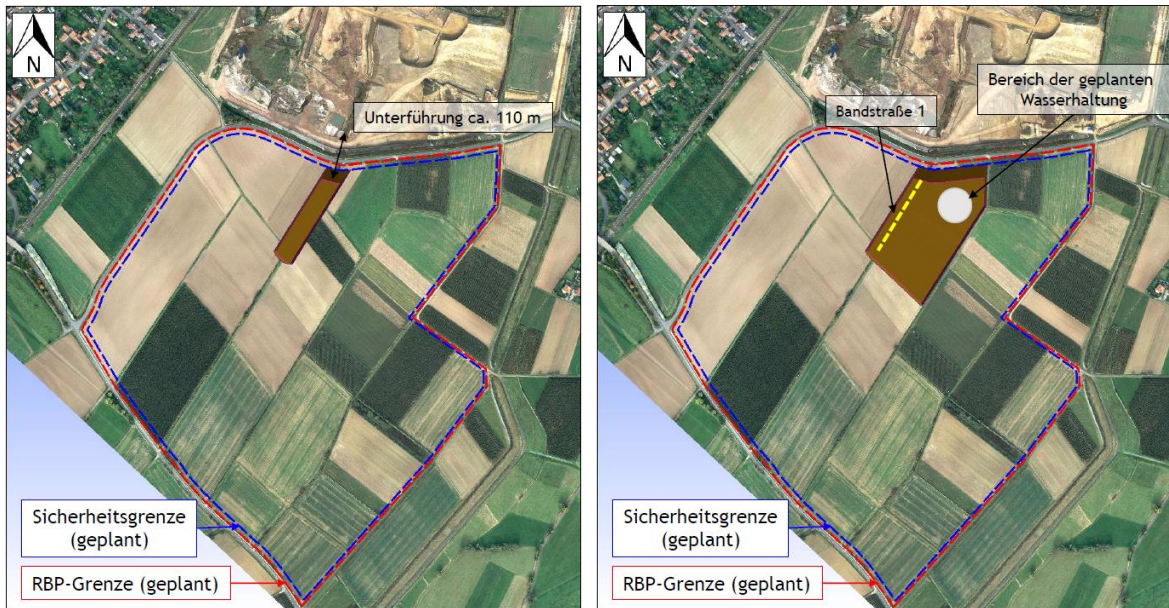 N
Unterführung ca. 110 m
Sicherheitsgrenze
(geplant)
RBP-Grenze (geplant)
N
Bandstraße 1
Bereich der geplanten
Wasserhaltung
Sicherheitsgrenze
(geplant)
RBP-Grenze (geplant)